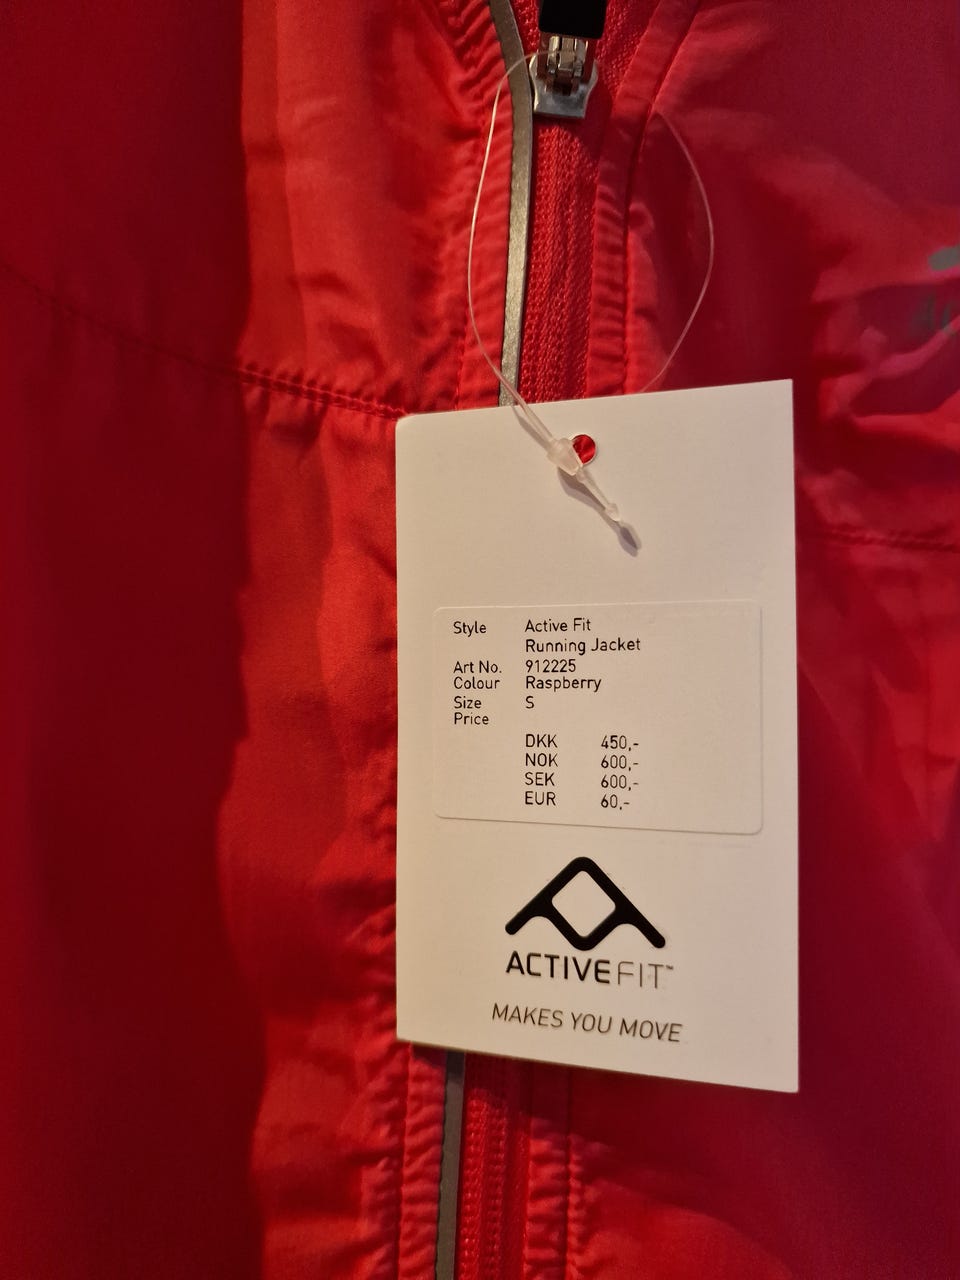 Style Active Fit
Running Jacket
Art No. 912225
Colour Raspberry
Size S
Price
DKK 450,-
NOK 600,-
SEK 600,-
EUR 60,-
ACTIVEFIT™
MAKES YOU MOVE